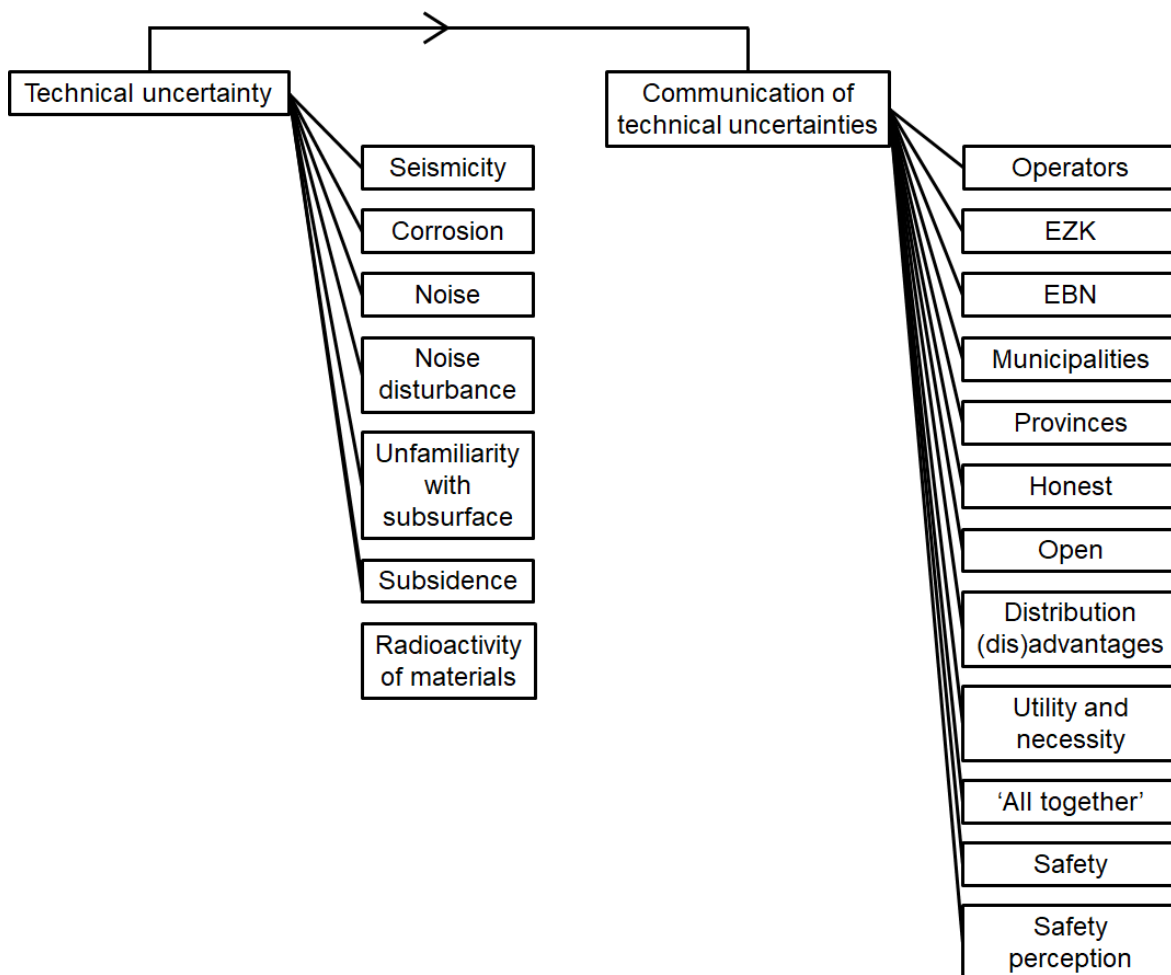 Technical uncertainty
Seismicity
Corrosion
Noise
Noise
disturbance
Unfamiliarity
with
subsurface
Subsidence
Radioactivity
of materials
Communication of
technical uncertainties
Operators
EZK
EBN
Municipalities
Provinces
Honest
Open
Distribution
(dis)advantages
Utility and
necessity
‘All together’
Safety
Safety
perception